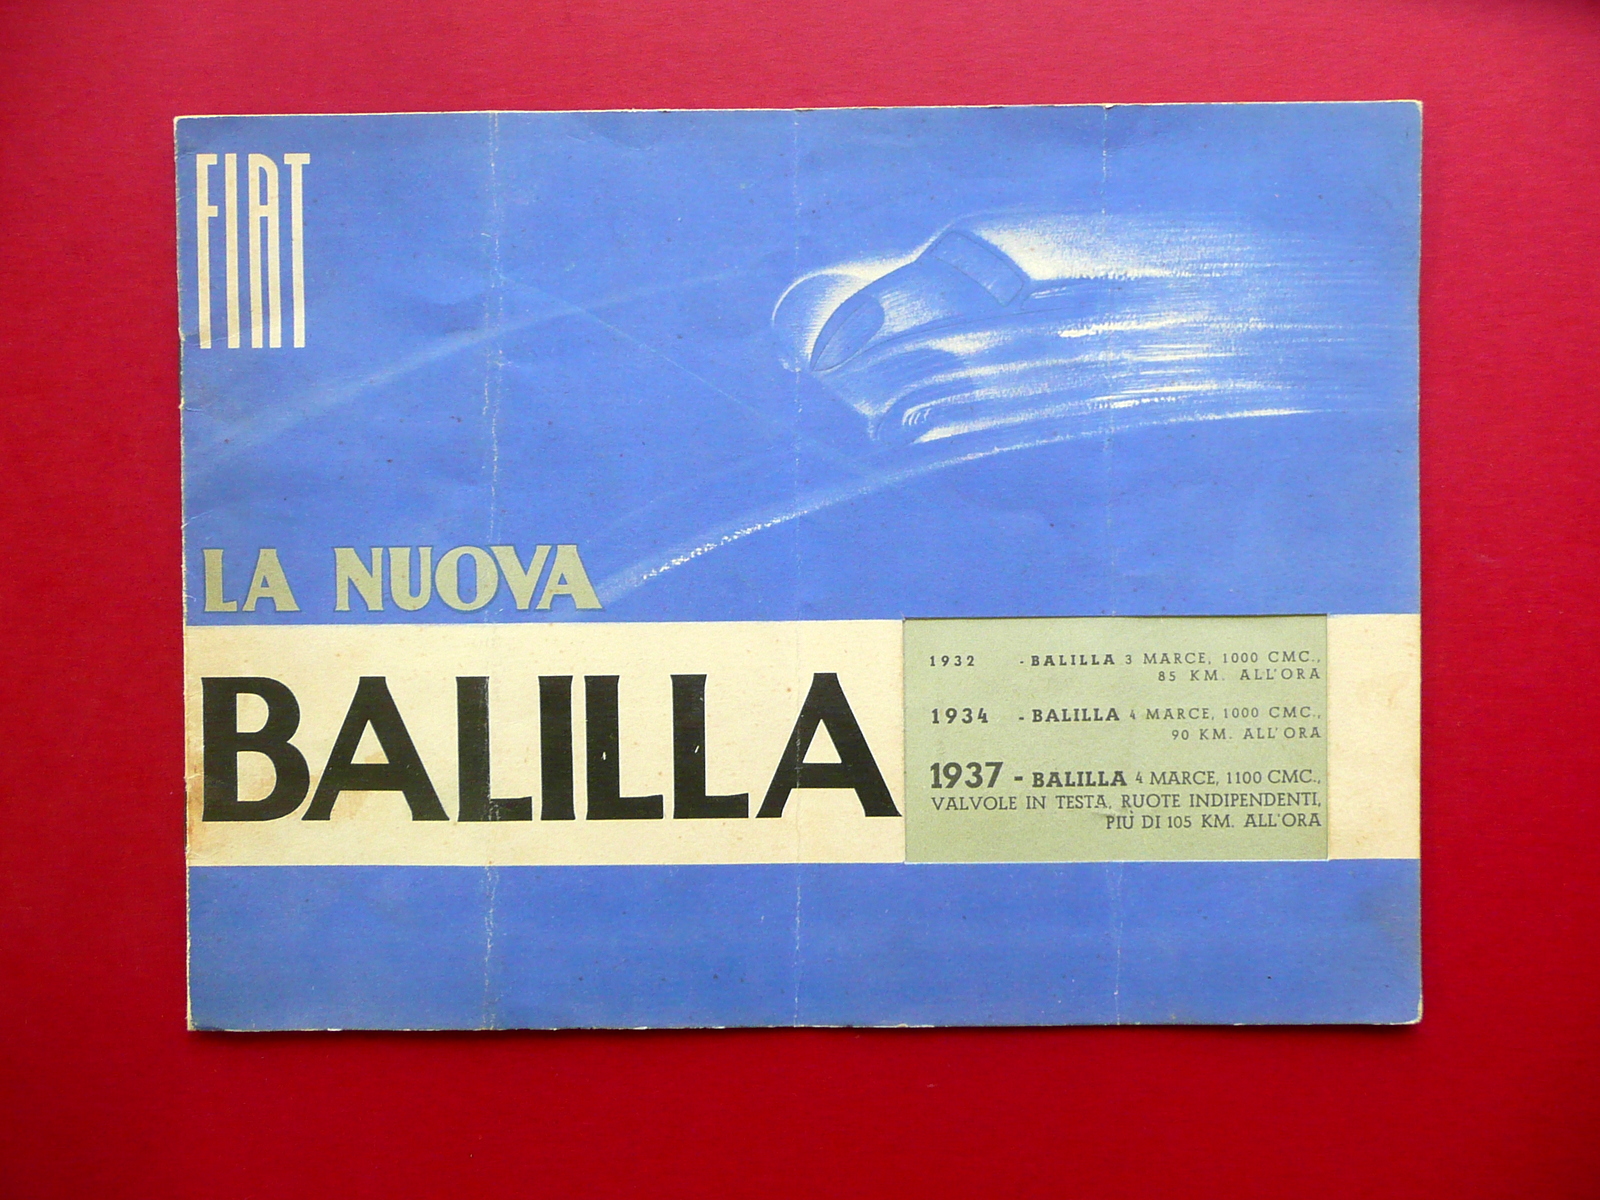 FIAT
LA NUOVA
BALILLA
1932 - BALILLA 3 MARCE, 1000 CMC.,
85 KM. ALL'ORA
1934 - BALILLA 4 MARCE, 1000 CMC.,
90 KM. ALL'ORA
1937 - BALILLA 4 MARCE, 1100 CMC.,
VALVOLE IN TESTA, RUOTE INDIPENDENTI,
PIÙ DI 105 KM. ALL'ORA